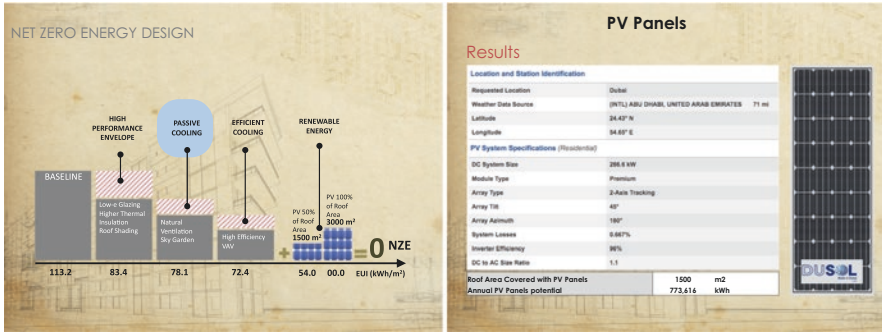 NET ZERO ENERGY DESIGN
HIGH
PERFORMANCE
ENVELOPE
PASSIVE
COOLING
EFFICIENT
COOLING
RENEWABLE
ENERGY
BASELINE
Low-e Glazing
Higher Thermal
Insulation
Roof Shading
Natural
Ventilation
Sky Garden
High Efficiency
VAV
PV 50%
of Roof
Area
1500 m²
PV 100%
of Roof
Area
3000 m²
+ = 0 NZE
113.2 83.4 78.1 72.4 54.0 00.0 EUI (kWh/m²)
PV Panels
Results
Location and Station Identification
Requested Location Dubai
Weather Data Source (INTL) ABU DHABI, UNITED ARAB EMIRATES 71 mi
Latitude 24.43° N
Longitude 54.65° E
PV System Specifications (Residential)
DC System Size 286.6 kW
Module Type Premium
Array Type 2-Axis Tracking
Array Tilt 40°
Array Azimuth 180°
System Losses 0.667%
Inverter Efficiency 96%
DC to AC Size Ratio 1.1
Roof Area Covered with PV Panels 1500 m2
Annual PV Panels potential 773,616 kWh
DUSOL